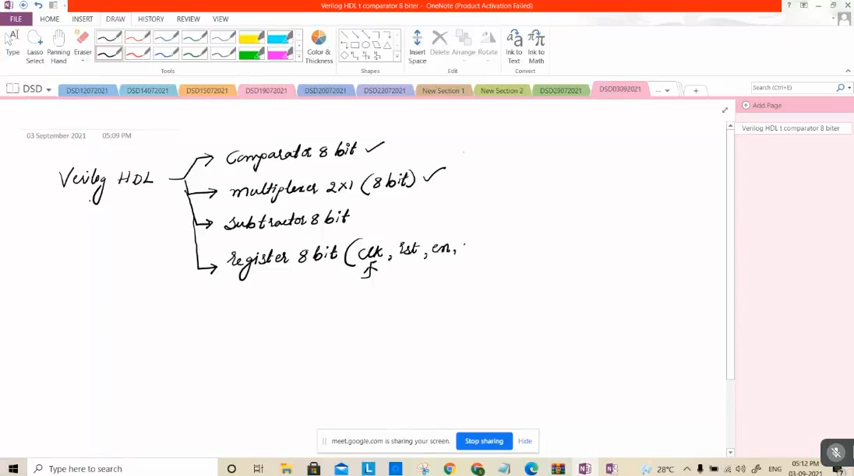 Verilog HDL t comparator 8 biter - OneNote (Product Activation Failed)
FILE HOME INSERT DRAW HISTORY REVIEW VIEW
Type Lasso Select Panning Hand Eraser Color & Thickness Insert Space Delete Arrange Rotate Ink to Text Ink to Math
Tools Shapes Edit Convert
DSD DSD12072021 DSD14072021 DSD15072021 DSD19072021 DSD20072021 DSD22072021 New Section 1 New Section 2 DSD29072021 DSD03092021 ... + Search (Ctrl+E)
Add Page
Verilog HDL t comparator 8 biter
03 September 2021 05:09 PM
Verilog HDL
Comparator 8 bit ✓
multiplexer 2x1 (8 bit) ✓
subtractor 8 bit
register 8 bit (clk, rst, en,
meet.google.com is sharing your screen. Stop sharing Hide
Type here to search
28°C ENG 05:12 PM
03-09-2021